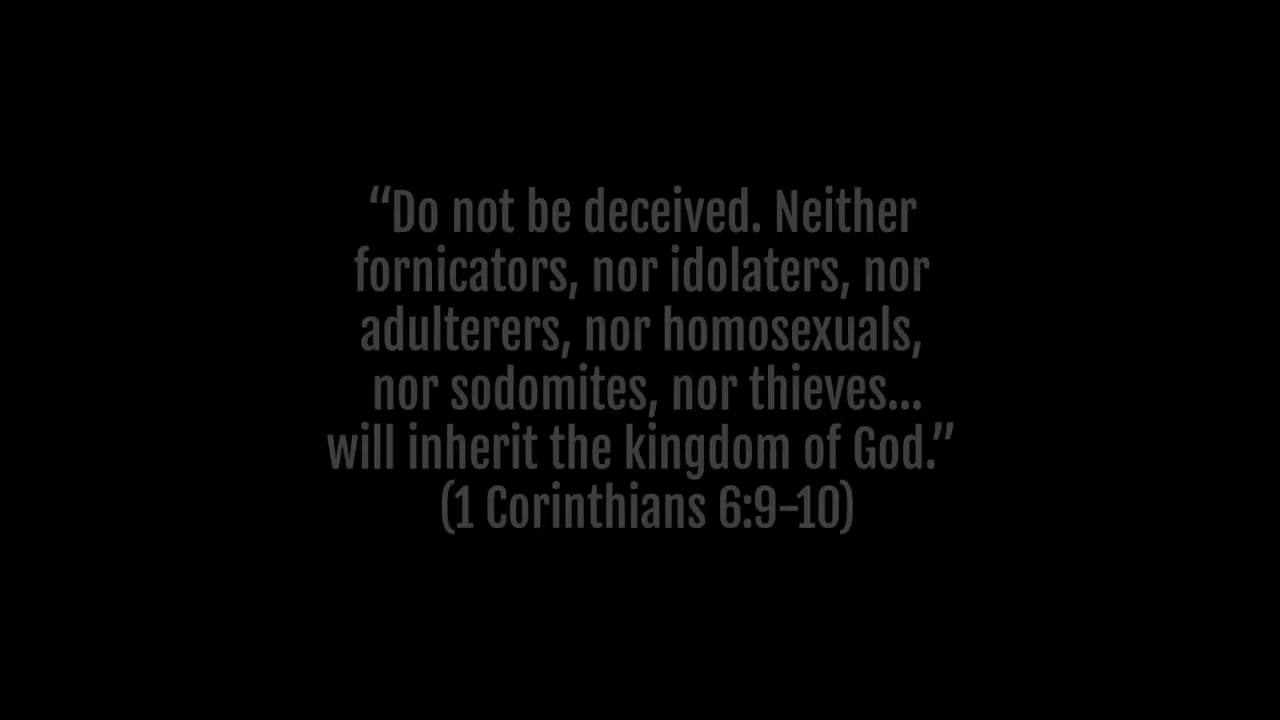 “Do not be deceived. Neither
fornicators, nor idolaters, nor
adulterers, nor homosexuals,
nor sodomites, nor thieves...
will inherit the kingdom of God.”
(1 Corinthians 6:9-10)